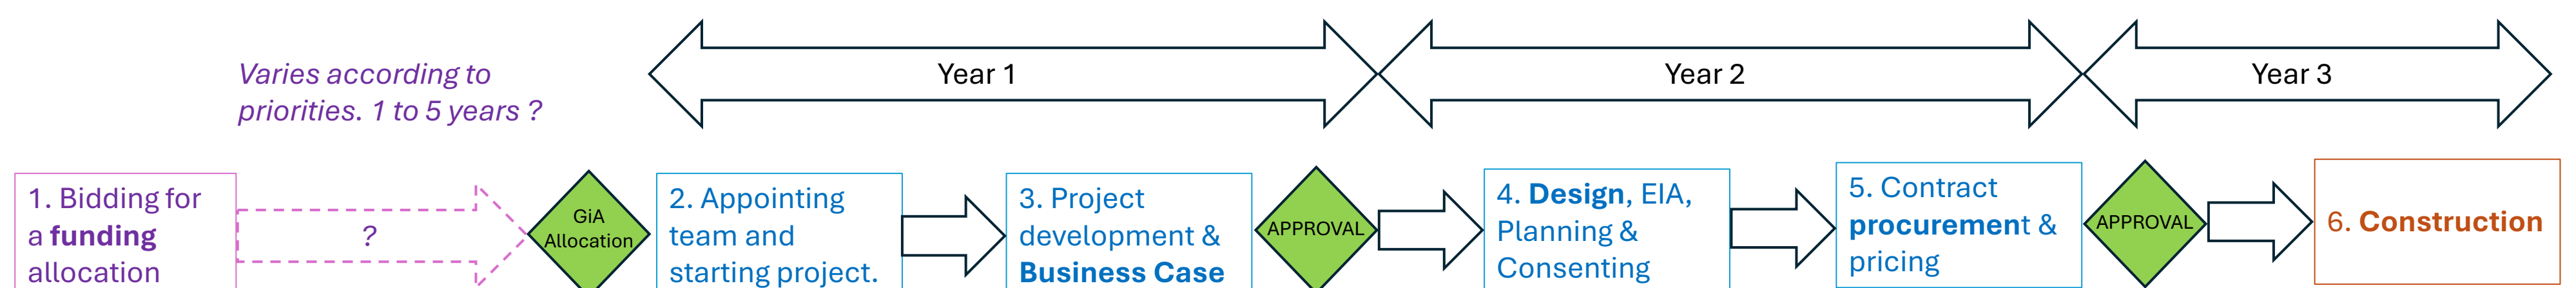 Varies according to
priorities. 1 to 5 years ?
Year 1
Year 2
Year 3
1. Bidding for
a funding
allocation
?
GiA
Allocation
2. Appointing
team and
starting project.
3. Project
development &
Business Case
APPROVAL
4. Design, EIA,
Planning &
Consenting
5. Contract
procurement &
pricing
APPROVAL
6. Construction